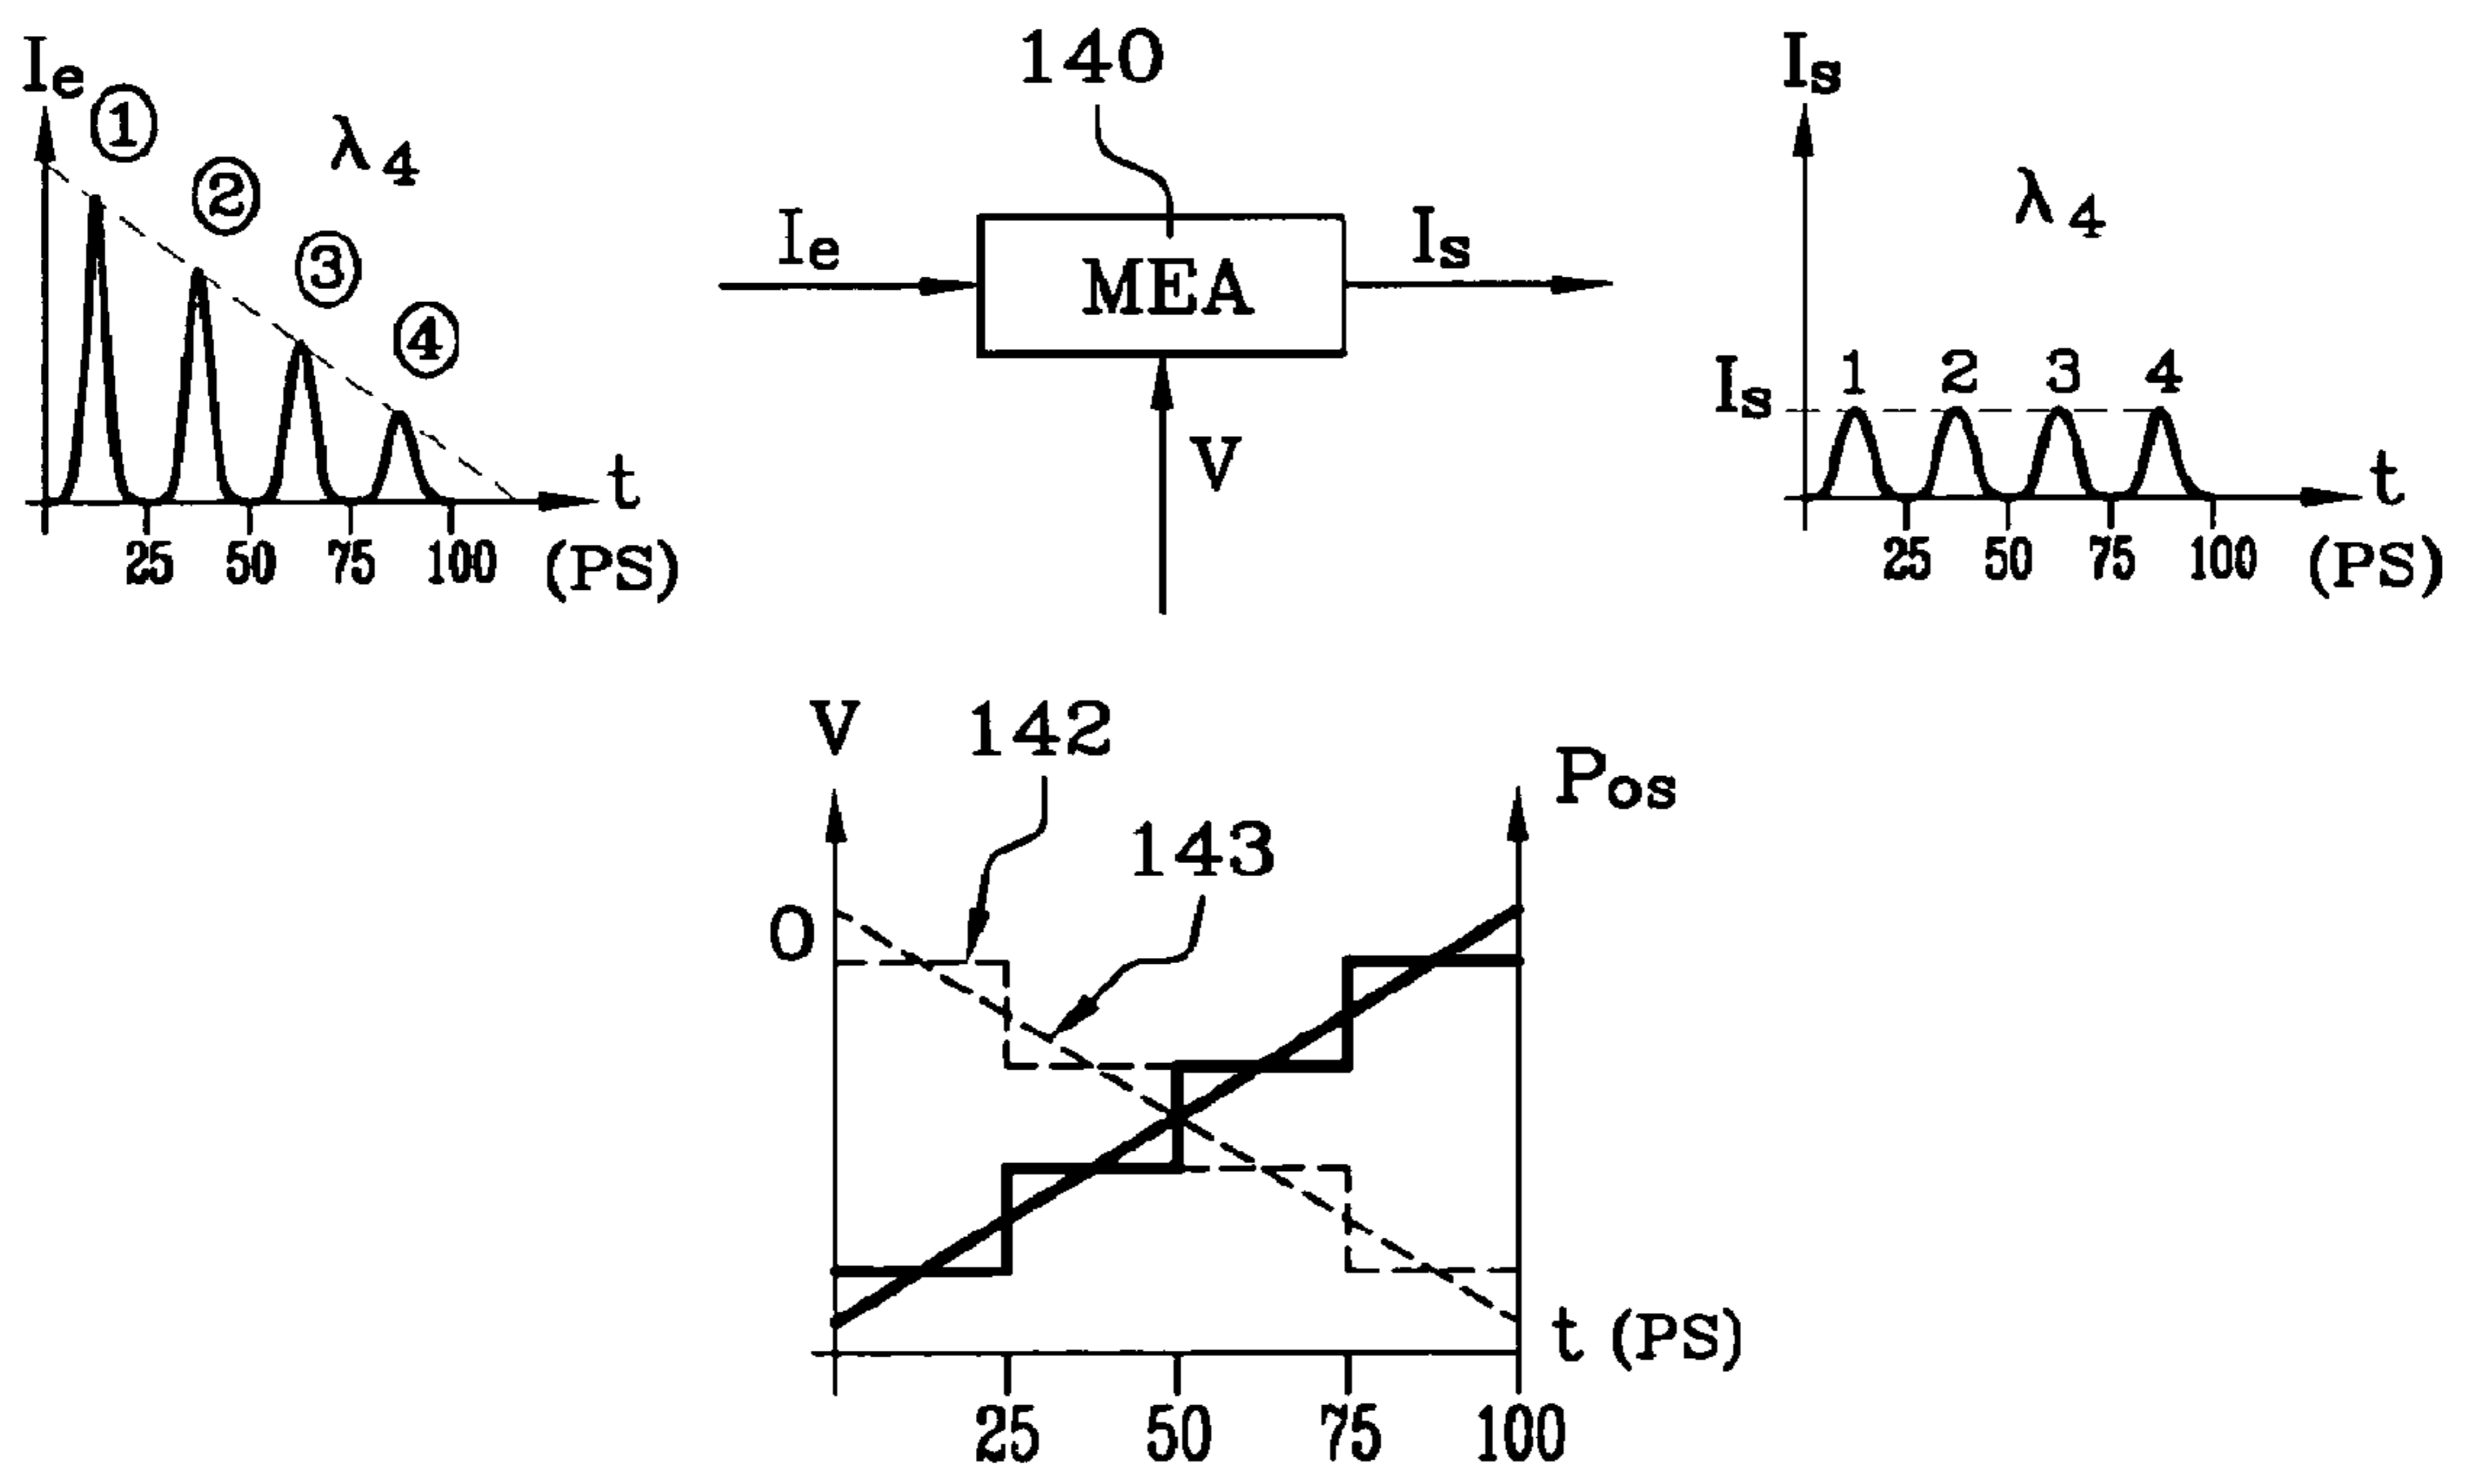 Ie
① λ4
②
③
④
t
25 50 75 100 (PS)
140
Ie MEA Is
V
Is
λ4
Is 1 2 3 4
t
25 50 75 100 (PS)
V 142 Pos
143
0
t (PS)
25 50 75 100